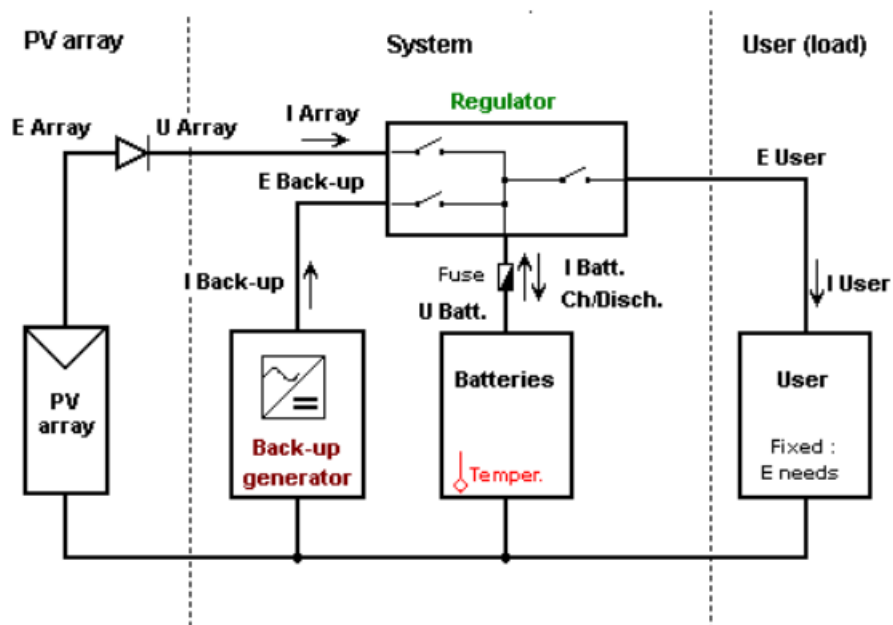 PV array
System
User (load)
Regulator
I Array
E Array
U Array
E User
E Back-up
I Back-up
Fuse
I Batt.
Ch/Disch.
U Batt.
I User
PV
array
Back-up
generator
Batteries
Temper.
User
Fixed :
E needs